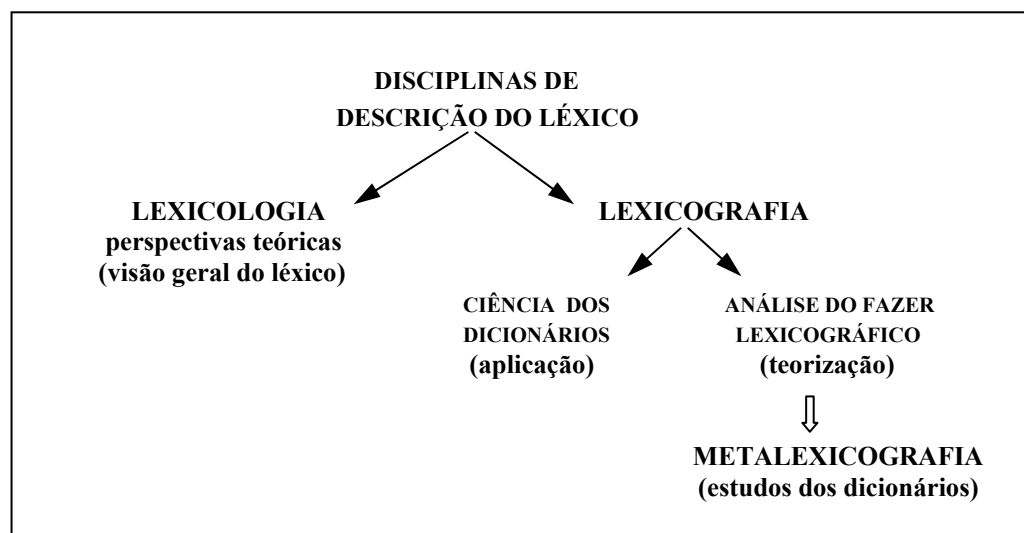 DISCIPLINAS DE
DESCRIÇÃO DO LÉXICO
LEXICOLOGIA
perspectivas teóricas
(visão geral do léxico)
LEXICOGRAFIA
CIÊNCIA DOS
DICIONÁRIOS
(aplicação)
ANÁLISE DO FAZER
LEXICOGRÁFICO
(teorização)
METALEXICOGRAFIA
(estudos dos dicionários)